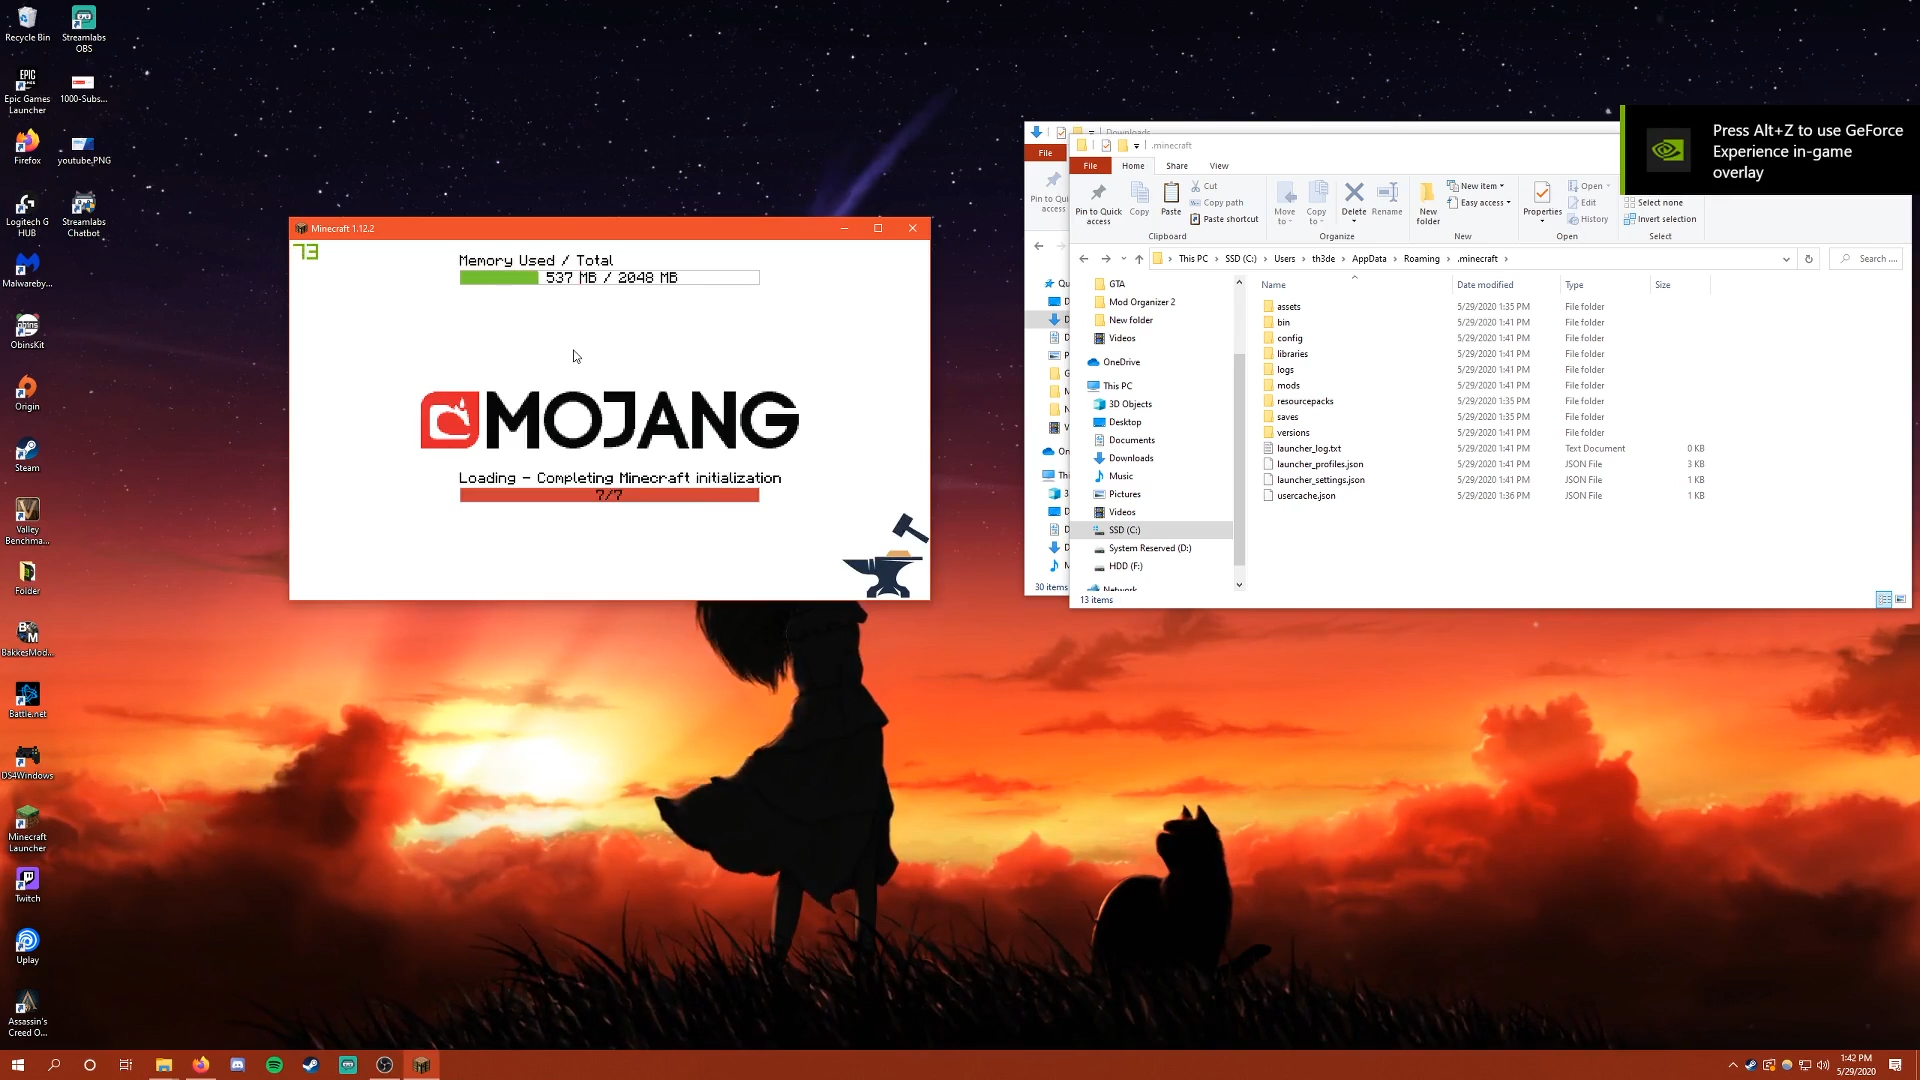 Recycle Bin
Streamlabs
OBS
EPIC
Epic Games
Launcher
1000-Subs...
Firefox
youtube.PNG
Logitech G
HUB
Streamlabs
Chatbot
Malwareby...
obins
ObinsKit
Origin
Steam
Valley
Benchma...
Folder
BakkesMod...
Battle.net
DS4Windows
Minecraft
Launcher
Twitch
Uplay
Assassin's
Creed O...
Minecraft 1.12.2
73
Memory Used / Total
537 MB / 2048 MB
MOJANG
Loading - Completing Minecraft initialization
7/7
Downloads
File
access
30 items
.minecraft
File
Home
Share
View
Pin to Quick
access
Copy
Paste
Cut
Copy path
Paste shortcut
Clipboard
Move
to
Copy
to
Delete
Rename
Organize
New
folder
New item
Easy access
New
Properties
Open
Edit
History
Open
Select none
Invert selection
Select
This PC
SSD (C:)
Users
th3de
AppData
Roaming
.minecraft
Search ....
GTA
Mod Organizer 2
New folder
Videos
OneDrive
This PC
3D Objects
Desktop
Documents
Downloads
Music
Pictures
Videos
SSD (C:)
System Reserved (D:)
HDD (F:)
Network
Name Date modified Type Size
assets 5/29/2020 1:35 PM File folder
bin 5/29/2020 1:41 PM File folder
config 5/29/2020 1:41 PM File folder
libraries 5/29/2020 1:41 PM File folder
logs 5/29/2020 1:41 PM File folder
mods 5/29/2020 1:41 PM File folder
resourcepacks 5/29/2020 1:35 PM File folder
saves 5/29/2020 1:35 PM File folder
versions 5/29/2020 1:41 PM File folder
launcher_log.txt 5/29/2020 1:41 PM Text Document 0 KB
launcher_profiles.json 5/29/2020 1:41 PM JSON File 3 KB
launcher_settings.json 5/29/2020 1:41 PM JSON File 1 KB
usercache.json 5/29/2020 1:36 PM JSON File 1 KB
13 items
Press Alt+Z to use GeForce
Experience in-game
overlay
1:42 PM
5/29/2020